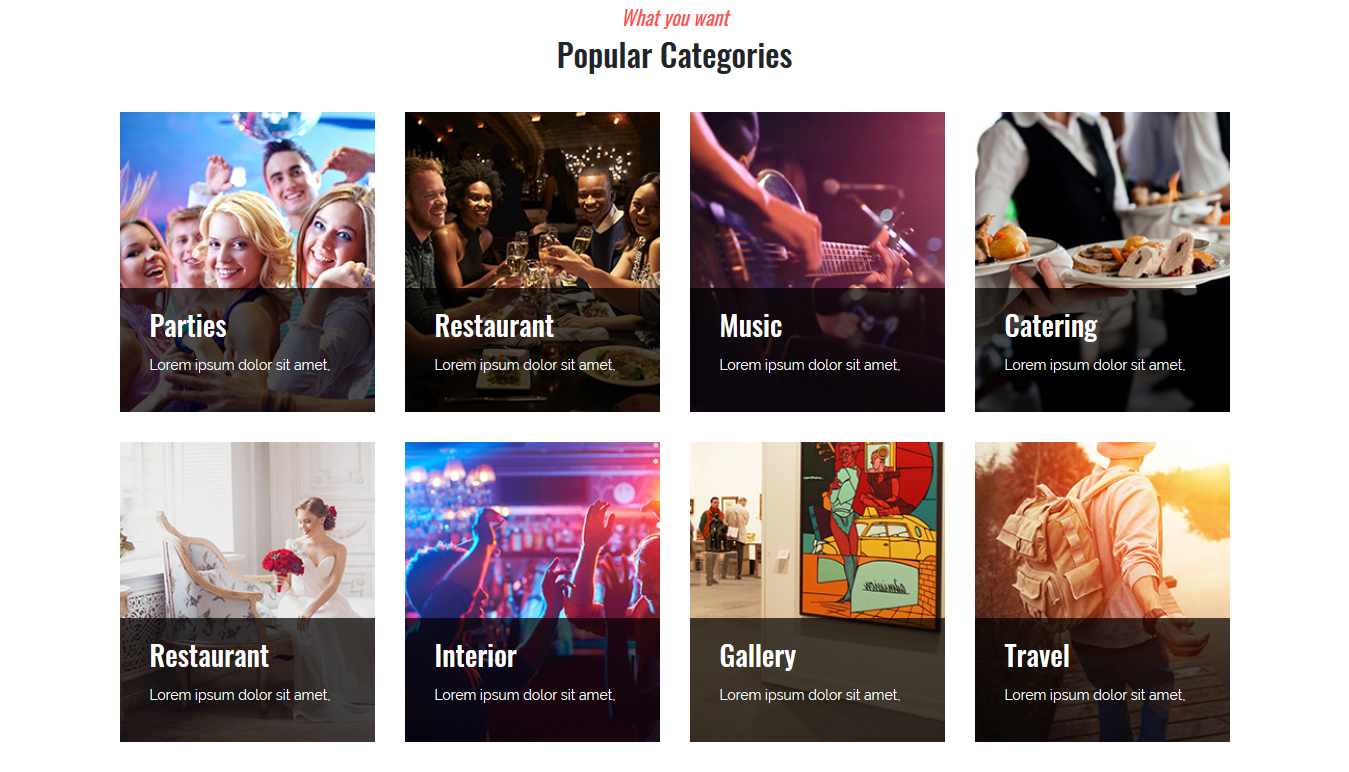 What you want
Popular Categories
Parties
Lorem ipsum dolor sit amet,
Restaurant
Lorem ipsum dolor sit amet,
Music
Lorem ipsum dolor sit amet,
Catering
Lorem ipsum dolor sit amet,
Restaurant
Lorem ipsum dolor sit amet,
Interior
Lorem ipsum dolor sit amet,
Gallery
Lorem ipsum dolor sit amet,
Travel
Lorem ipsum dolor sit amet,